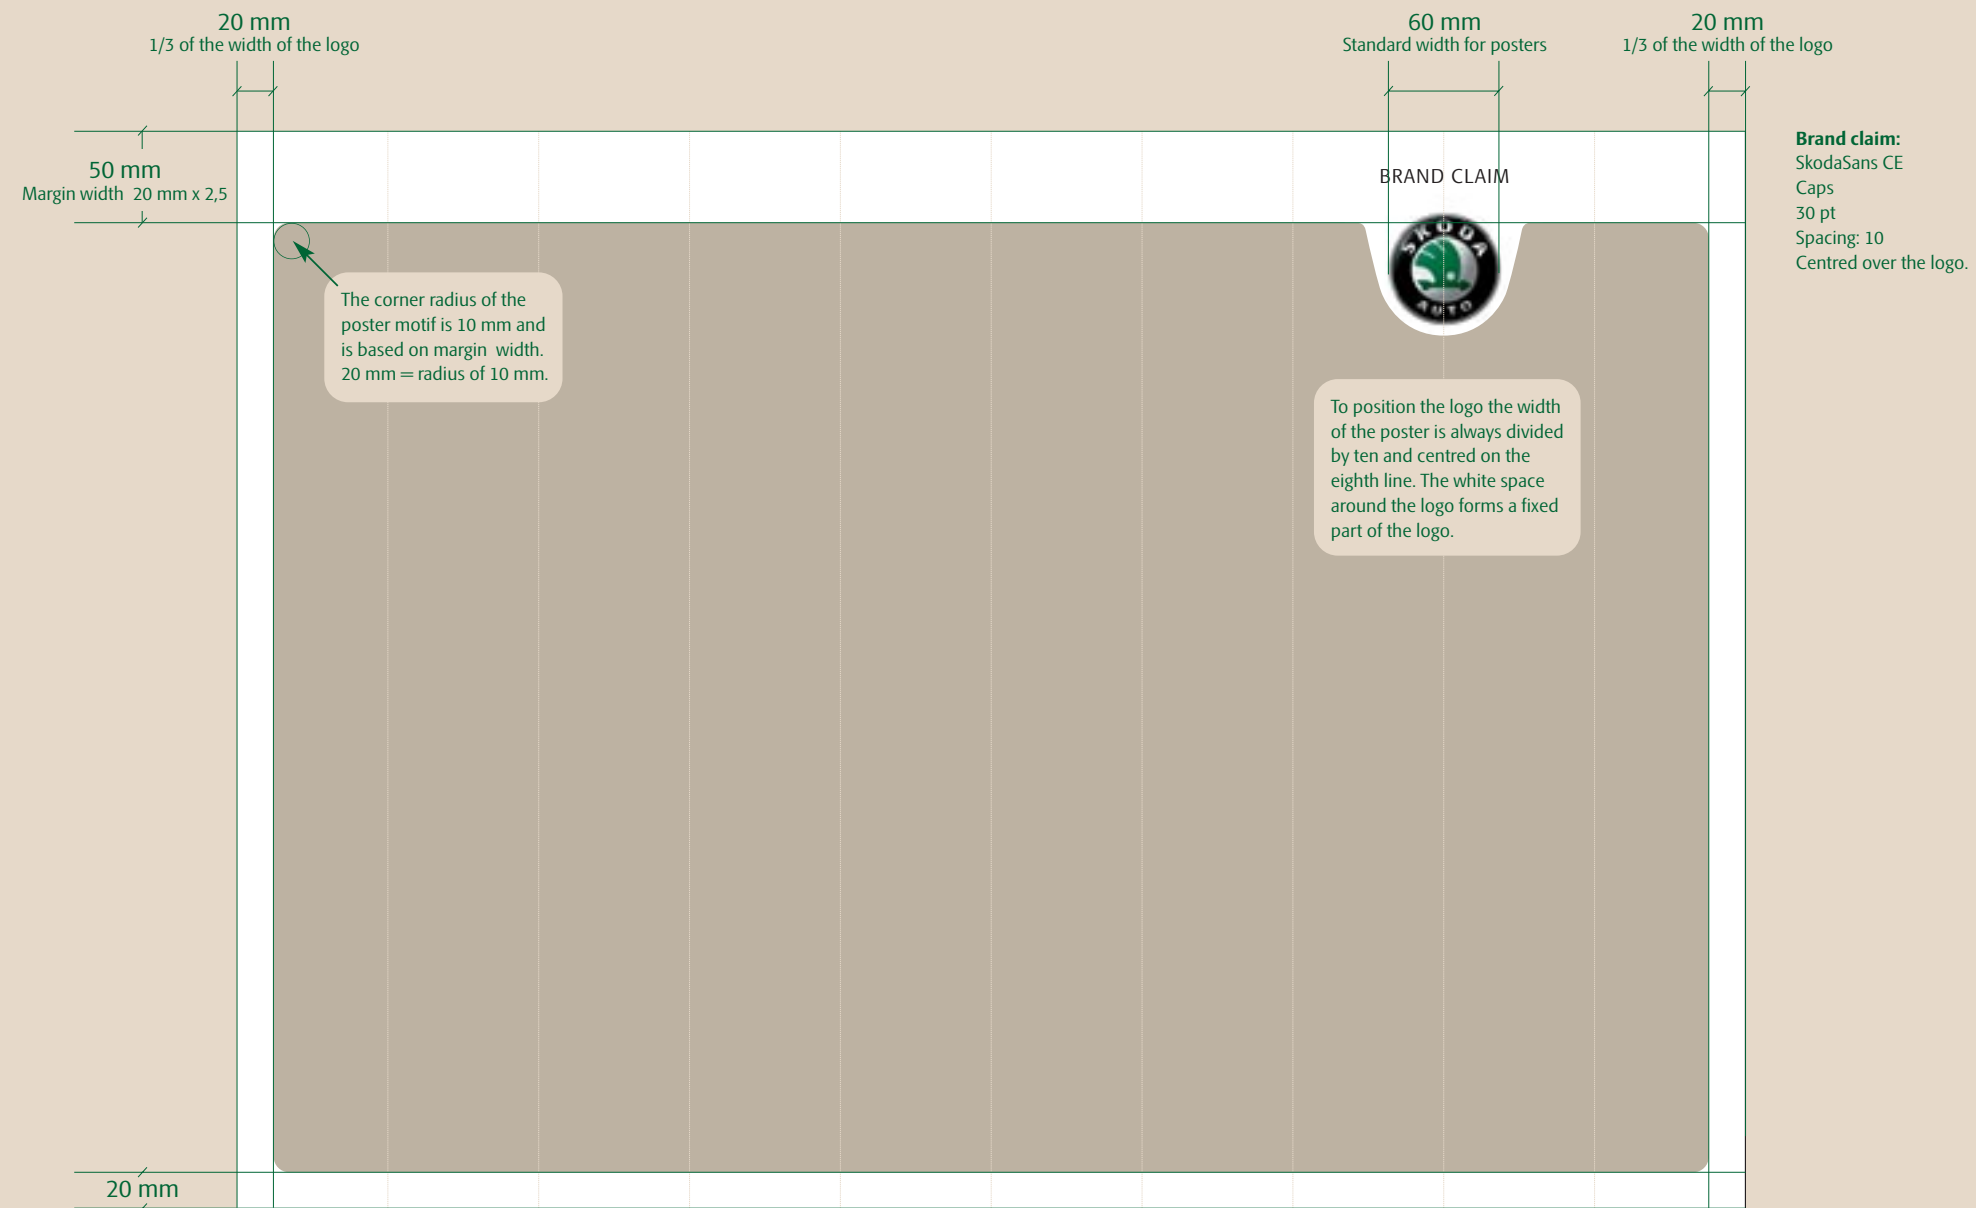 20 mm
1/3 of the width of the logo
60 mm
Standard width for posters
20 mm
1/3 of the width of the logo
50 mm
Margin width  20 mm x 2,5
BRAND CLAIM
Brand claim:
SkodaSans CE
Caps
30 pt
Spacing: 10
Centred over the logo.
SKODA
AUTO
The corner radius of the
poster motif is 10 mm and
is based on margin  width.
20 mm = radius of 10 mm.
To position the logo the width
of the poster is always divided
by ten and centred on the
eighth line. The white space
around the logo forms a fixed
part of the logo.
20 mm